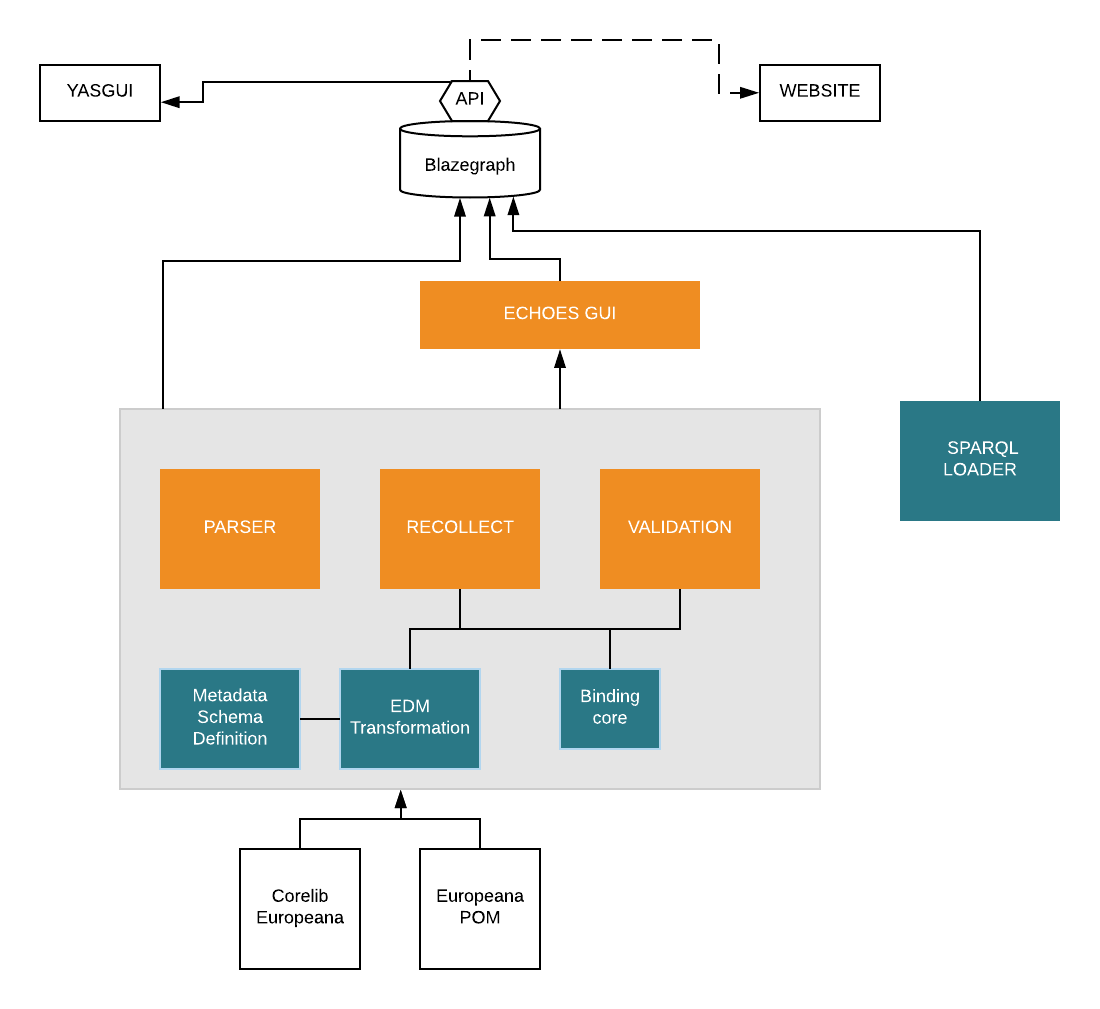 YASGUI
API
WEBSITE
Blazegraph
ECHOES GUI
SPARQL
LOADER
PARSER
RECOLLECT
VALIDATION
Metadata
Schema
Definition
EDM
Transformation
Binding
core
Corelib
Europeana
Europeana
POM